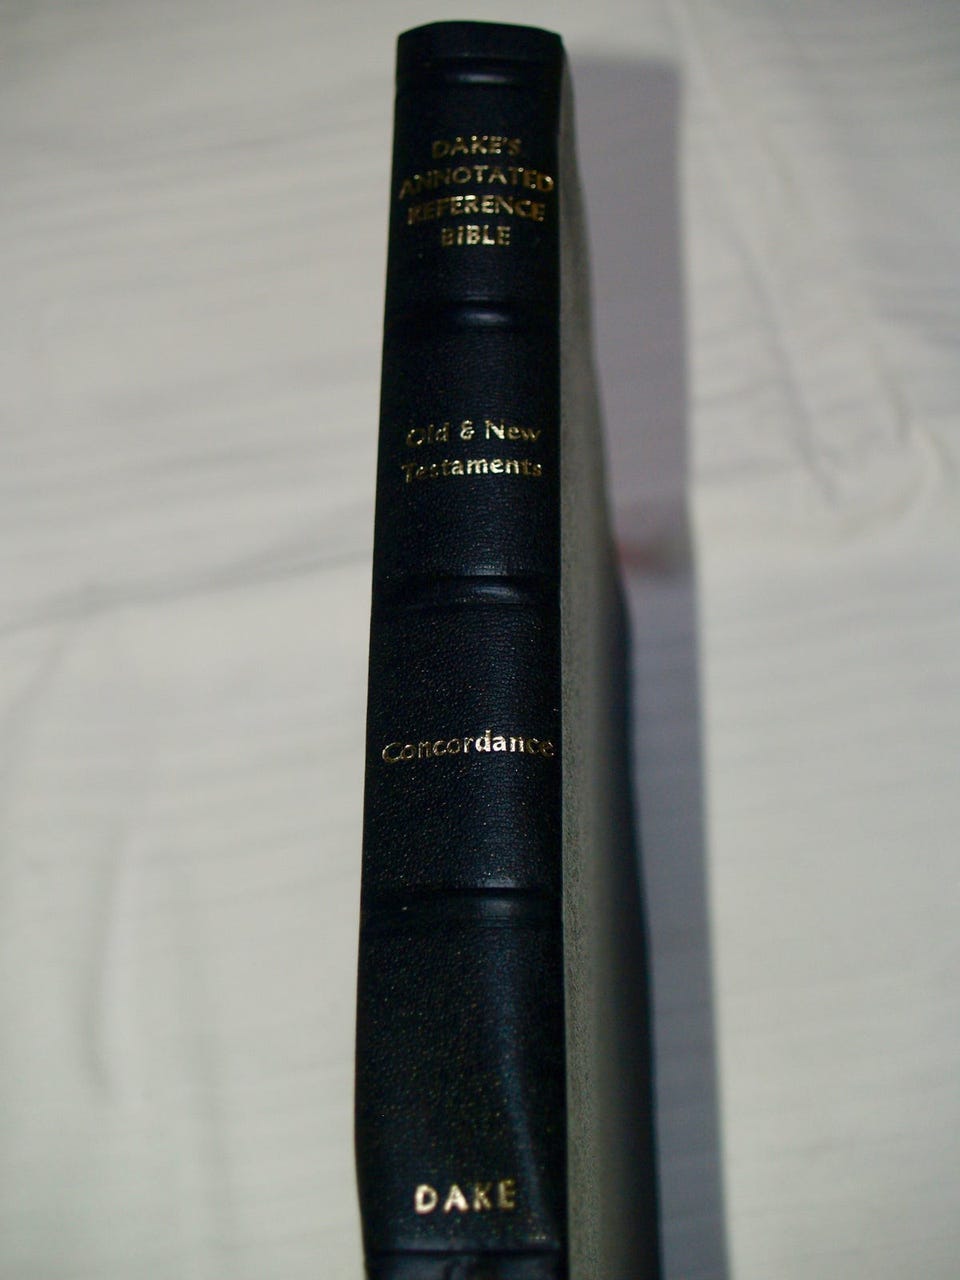 DAKE'S
ANNOTATED
REFERENCE
BIBLE
Old & New
Testaments
Concordance
DAKE